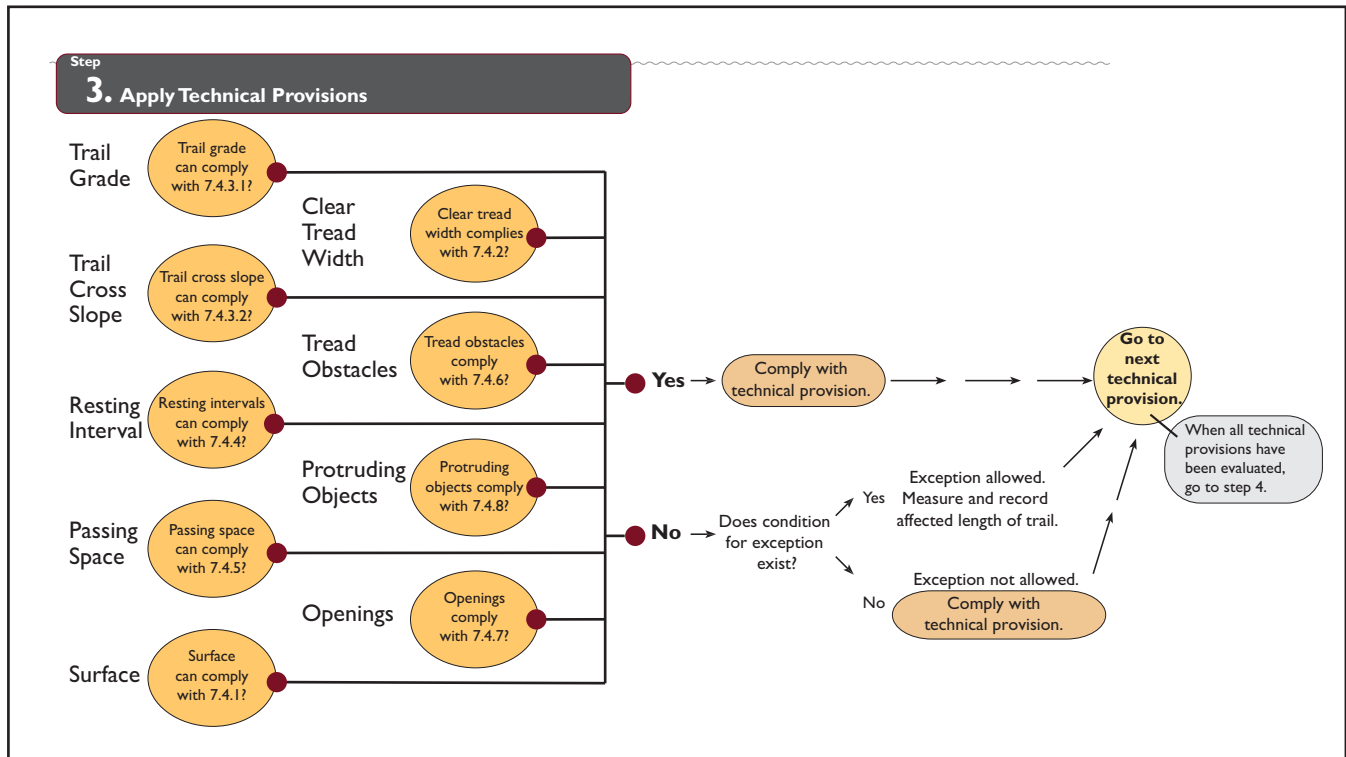 Step
3. Apply Technical Provisions
Trail
Grade
Trail grade
can comply
with 7.4.3.1?
Clear
Tread
Width
Clear tread
width complies
with 7.4.2?
Trail
Cross
Slope
Trail cross slope
can comply
with 7.4.3.2?
Tread
Obstacles
Tread obstacles
comply
with 7.4.6?
Resting
Interval
Resting intervals
can comply
with 7.4.4?
Protruding
Objects
Protruding
objects comply
with 7.4.8?
Passing
Space
Passing space
can comply
with 7.4.5?
Openings
Openings
comply
with 7.4.7?
Surface
Surface
can comply
with 7.4.1?
Yes
Comply with
technical provision.
Go to
next
technical
provision.
When all technical
provisions have
been evaluated,
go to step 4.
No
Does condition
for exception
exist?
Yes
Exception allowed.
Measure and record
affected length of trail.
No
Exception not allowed.
Comply with
technical provision.